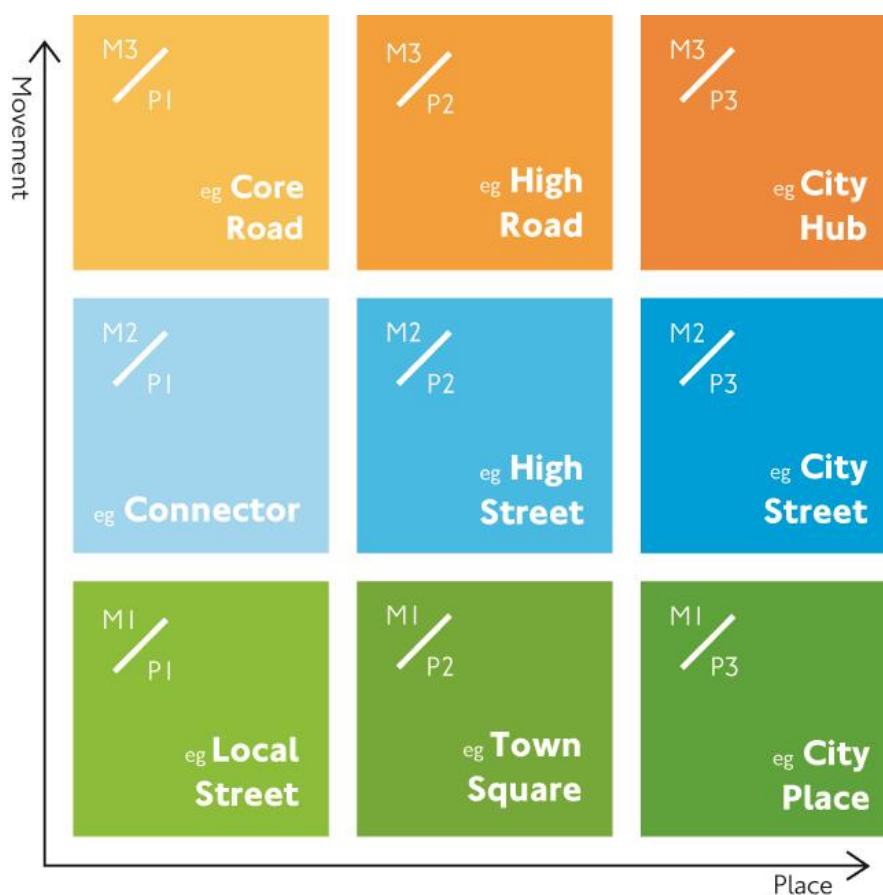 Movement
M3
P1
eg Core
Road
M3
P2
eg High
Road
M3
P3
eg City
Hub
M2
P1
eg Connector
M2
P2
eg High
Street
M2
P3
eg City
Street
M1
P1
eg Local
Street
M1
P2
eg Town
Square
M1
P3
eg City
Place
Place